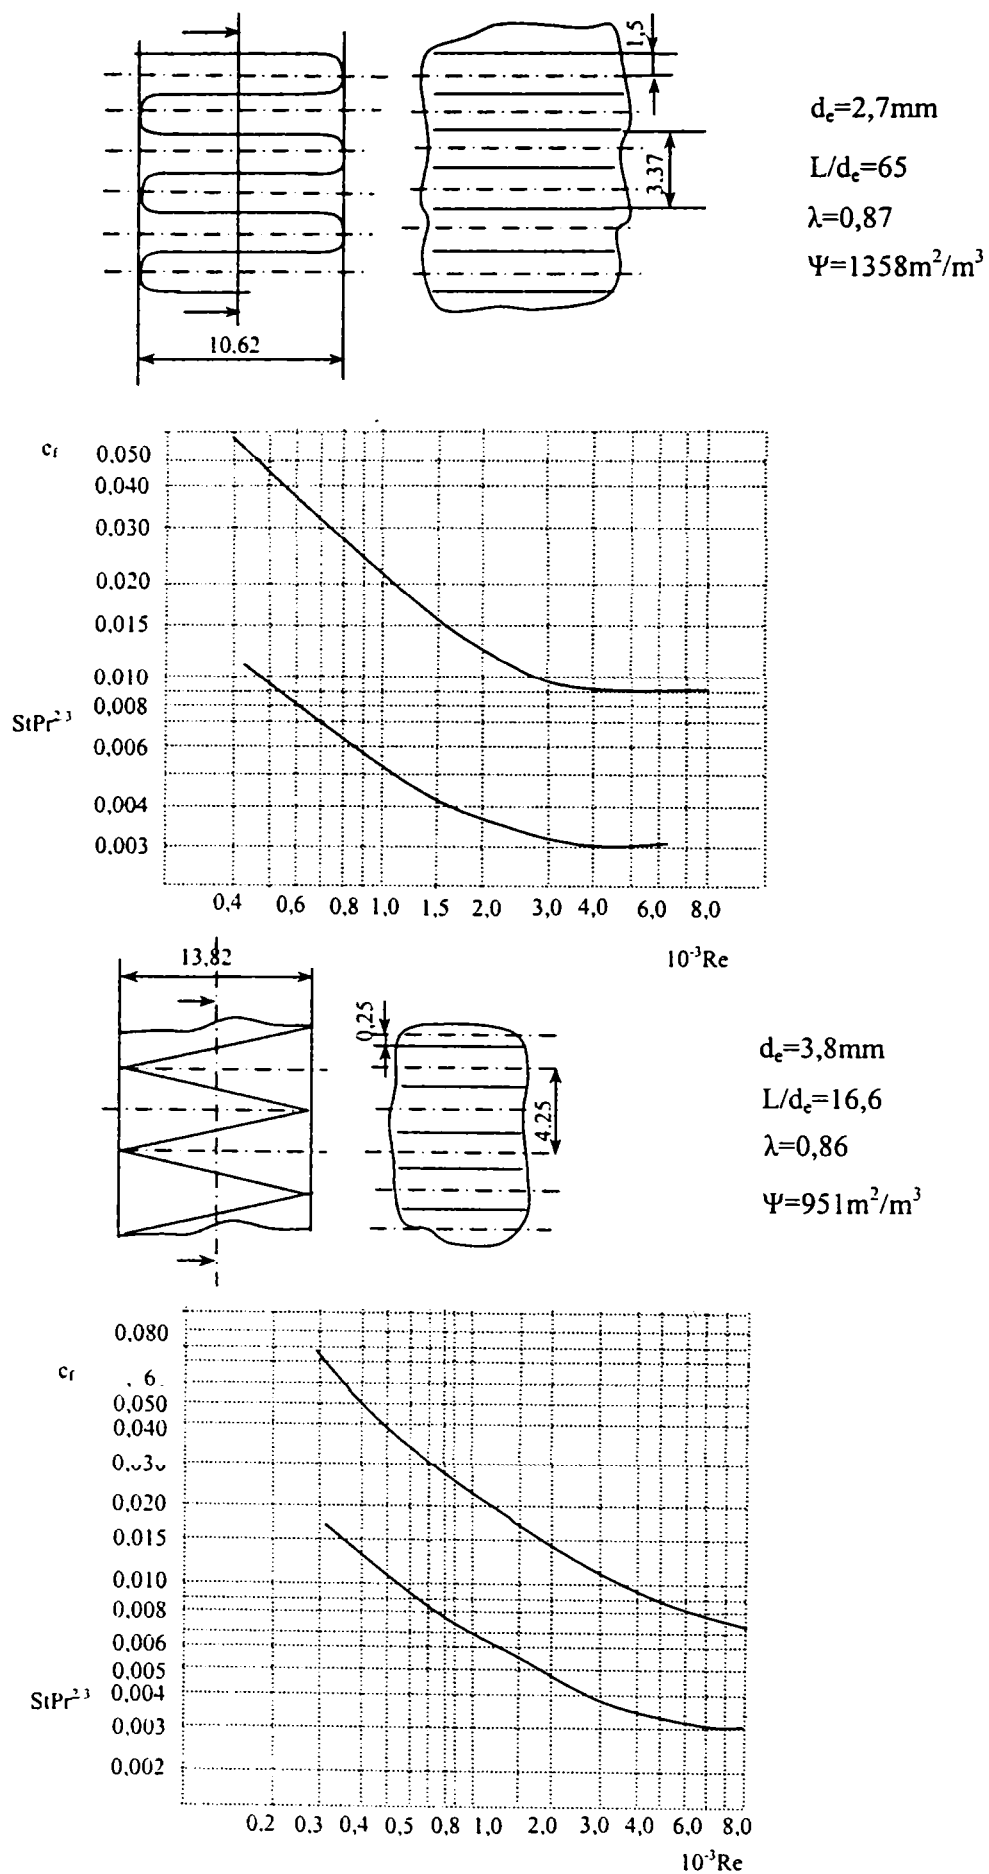 1,5
dₑ=2,7mm
3.37
L/dₑ=65
λ=0,87
Ψ=1358m²/m³
10,62
c_f
0,050
0,040
0,030
0,020
0,015
0,010
0,008
StPr²·³
0,006
0,004
0,003
0,4 0,6 0,8 1,0 1,5 2,0 3,0 4,0 6,0 8,0
10⁻³Re
13,82
0,25
4.25
dₑ=3,8mm
L/dₑ=16,6
λ=0,86
Ψ=951m²/m³
0,080
c_f
6
0,050
0,040
0,020
0,015
0,010
0,008
0,006
0,005
0,004
StPr²·³
0,003
0,002
0,2 0,3 0,4 0,5 0,8 1,0 2,0 3,0 4,0 6,0 8,0
10⁻³Re